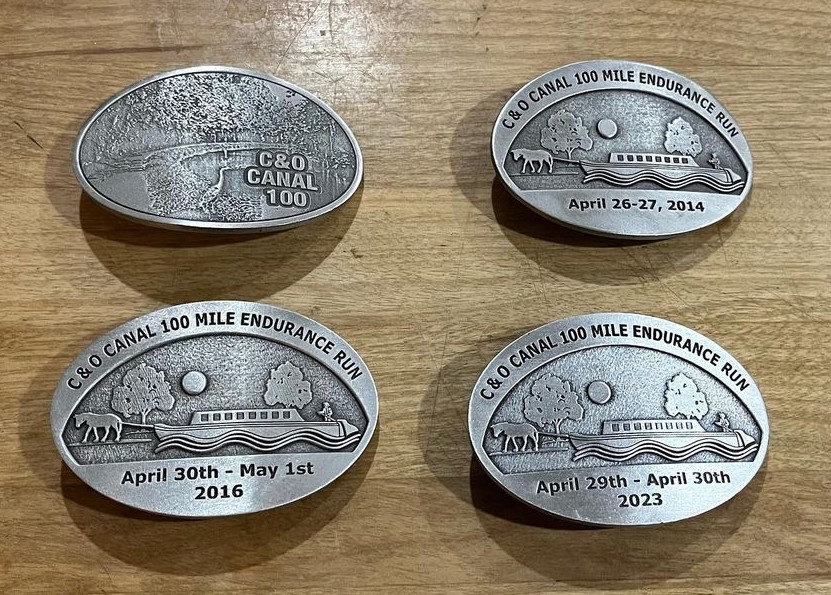 C&O
CANAL
100
C & O CANAL 100 MILE ENDURANCE RUN
April 26-27, 2014
C & O CANAL 100 MILE ENDURANCE RUN
April 30th - May 1st
2016
C & O CANAL 100 MILE ENDURANCE RUN
April 29th - April 30th
2023